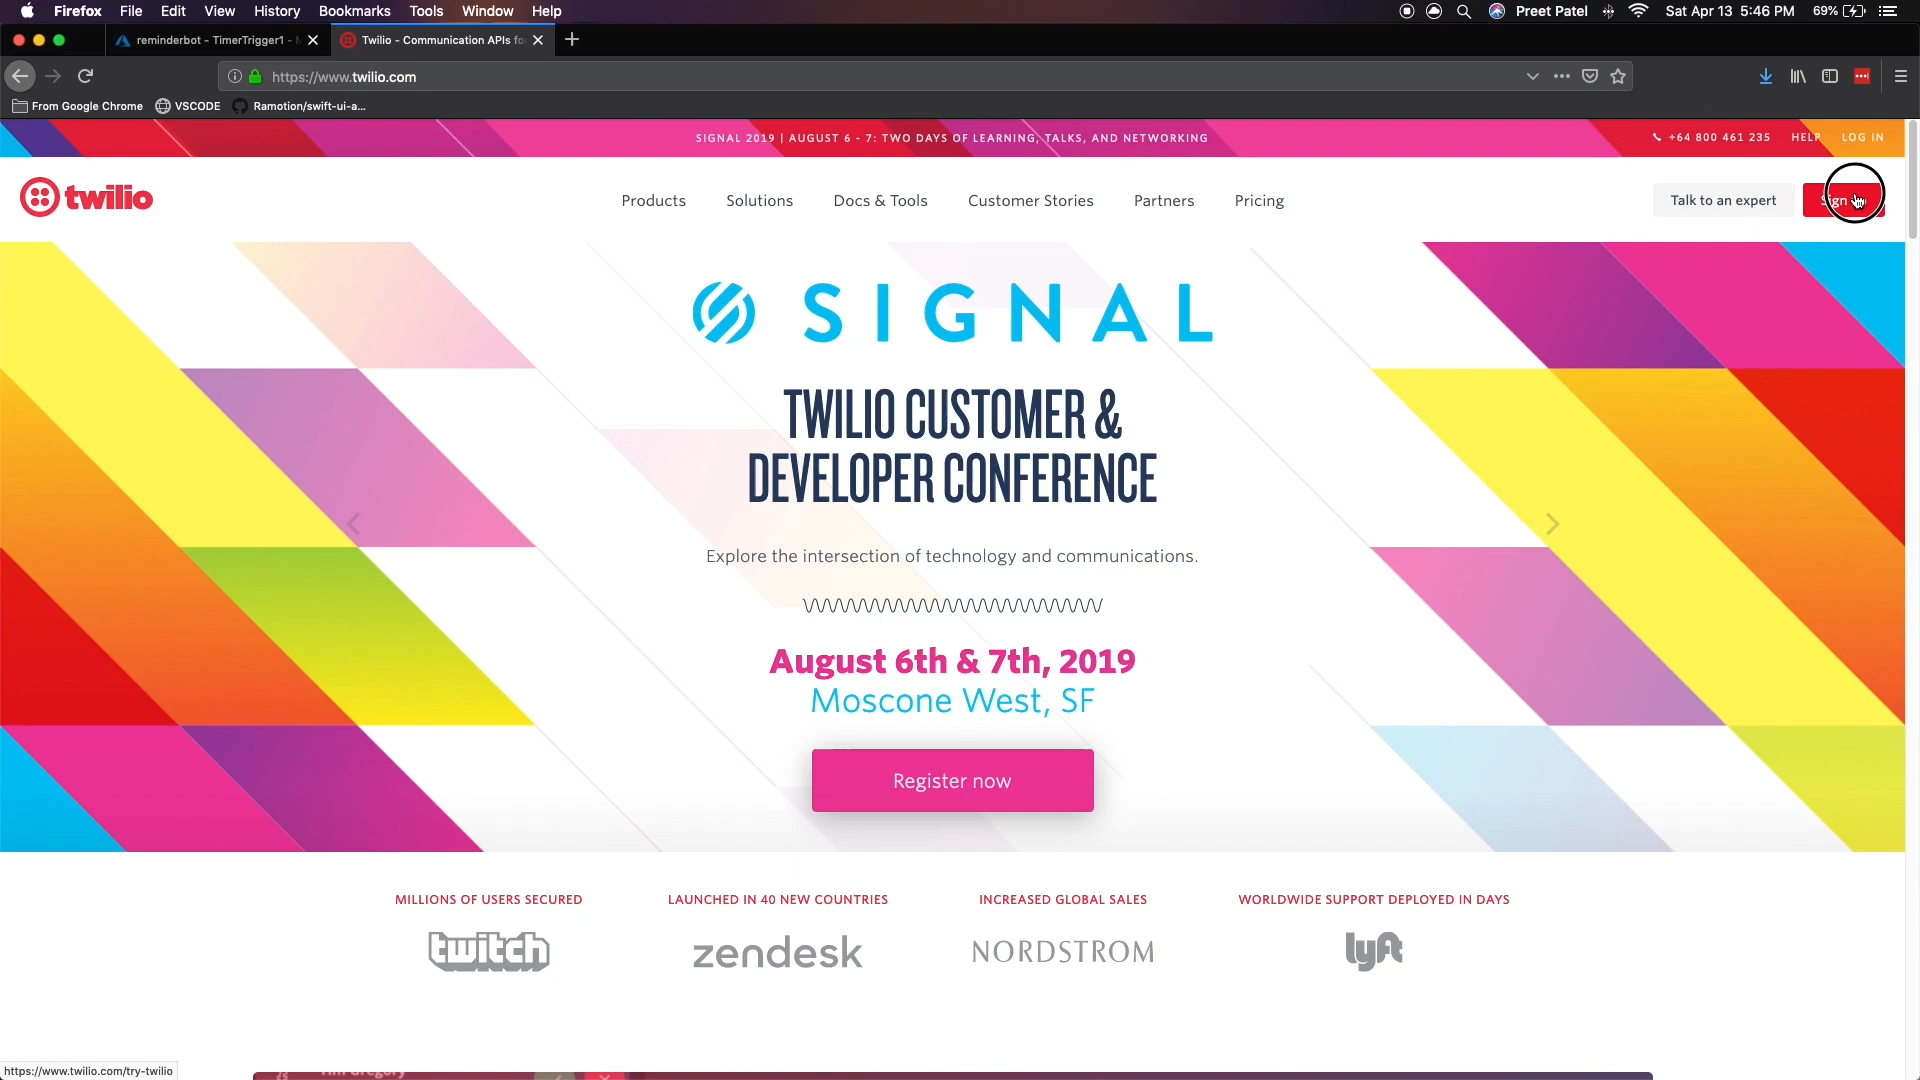 Firefox File Edit View History Bookmarks Tools Window Help
Preet Patel Sat Apr 13 5:46 PM 69%
reminderbot - TimerTrigger1 -
Twilio - Communication APIs fo
https://www.twilio.com
From Google Chrome VSCODE Ramotion/swift-ui-a...
SIGNAL 2019 | AUGUST 6 - 7: TWO DAYS OF LEARNING, TALKS, AND NETWORKING
+64 800 461 235 HELP LOG IN
twilio
Products Solutions Docs & Tools Customer Stories Partners Pricing
Talk to an expert
Sign
SIGNAL
TWILIO CUSTOMER &
DEVELOPER CONFERENCE
Explore the intersection of technology and communications.
August 6th & 7th, 2019
Moscone West, SF
Register now
MILLIONS OF USERS SECURED
LAUNCHED IN 40 NEW COUNTRIES
INCREASED GLOBAL SALES
WORLDWIDE SUPPORT DEPLOYED IN DAYS
twitch
zendesk
NORDSTROM
lyft
https://www.twilio.com/try-twilio